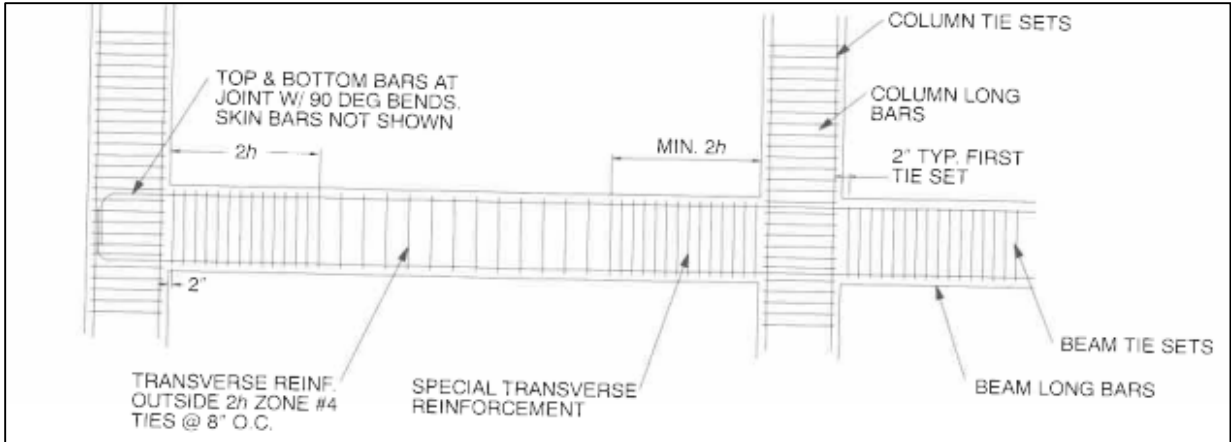 COLUMN TIE SETS
TOP & BOTTOM BARS AT
JOINT W/ 90 DEG BENDS.
SKIN BARS NOT SHOWN
COLUMN LONG
BARS
2h
MIN. 2h
2" TYP. FIRST
TIE SET
2"
TRANSVERSE REINF.
OUTSIDE 2h ZONE #4
TIES @ 8" O.C.
SPECIAL TRANSVERSE
REINFORCEMENT
BEAM TIE SETS
BEAM LONG BARS